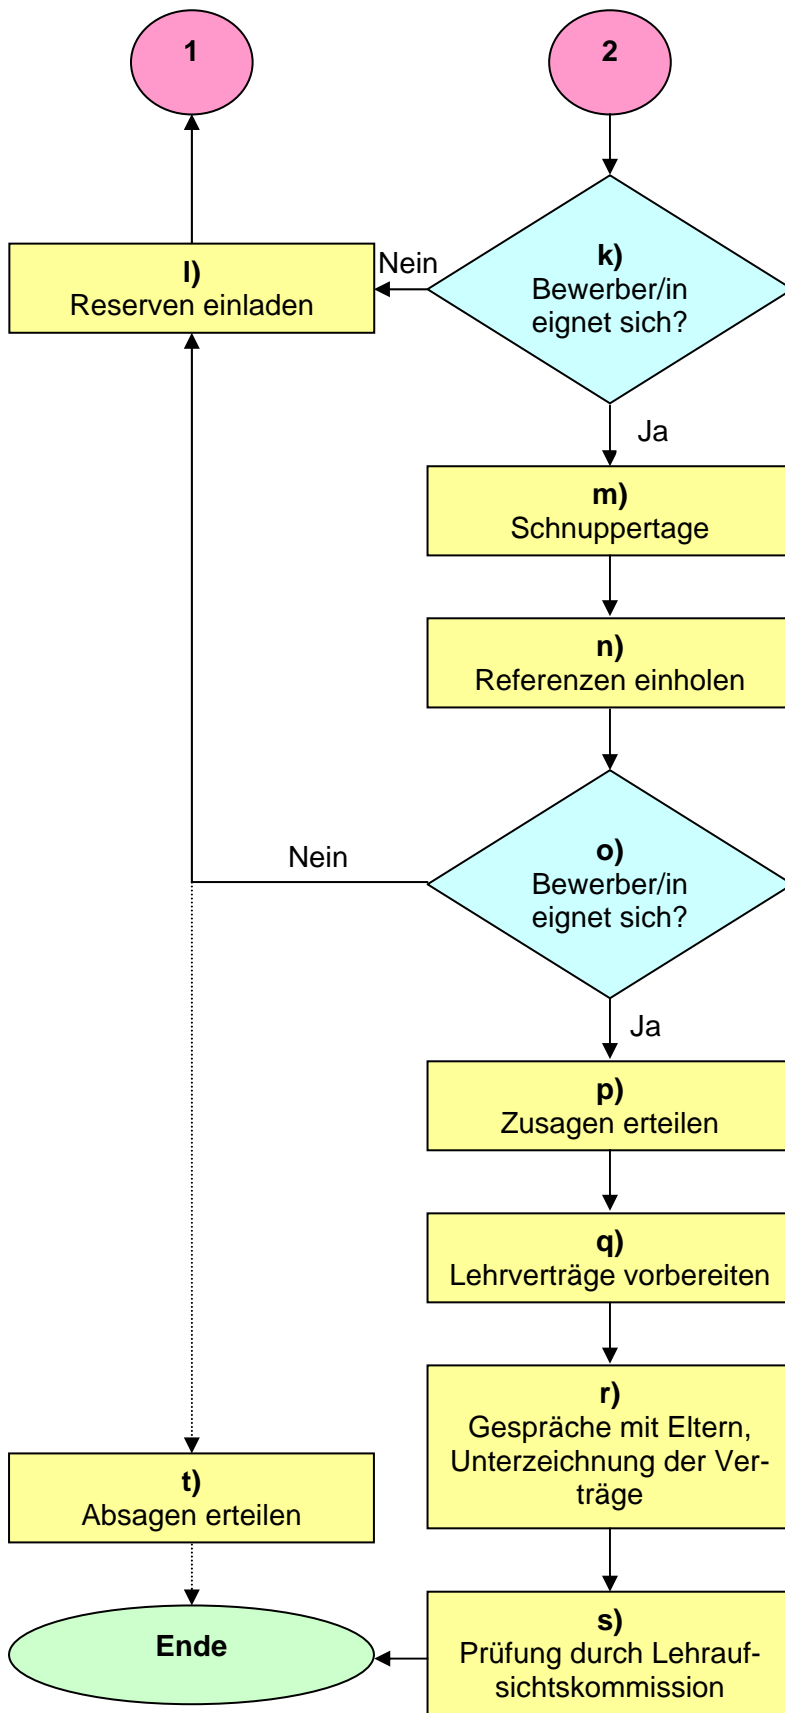 1
2
k)
Bewerber/in
eignet sich?
Nein
l)
Reserven einladen
Ja
m)
Schnuppertage
n)
Referenzen einholen
o)
Bewerber/in
eignet sich?
Nein
Ja
p)
Zusagen erteilen
q)
Lehrverträge vorbereiten
r)
Gespräche mit Eltern,
Unterzeichnung der Ver-
träge
t)
Absagen erteilen
s)
Prüfung durch Lehrauf-
sichtskommission
Ende